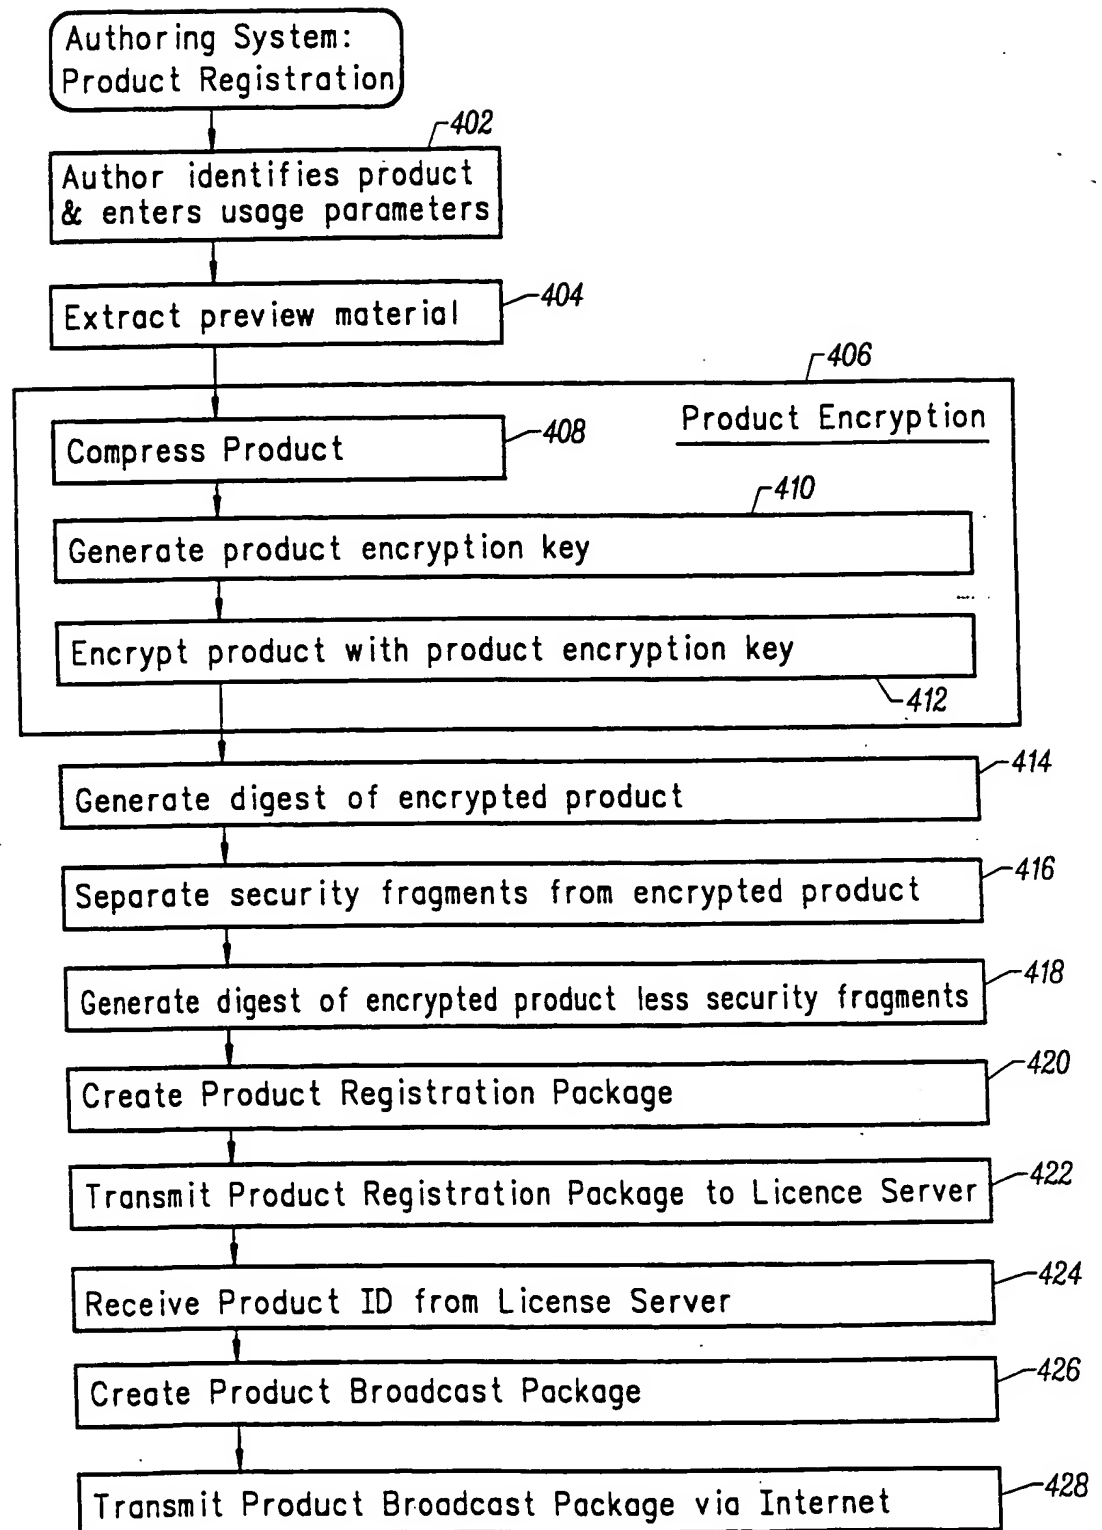 Authoring System:
Product Registration
402
Author identifies product
& enters usage parameters
404
Extract preview material
406
Product Encryption
408
Compress Product
410
Generate product encryption key
Encrypt product with product encryption key
412
414
Generate digest of encrypted product
416
Separate security fragments from encrypted product
418
Generate digest of encrypted product less security fragments
420
Create Product Registration Package
422
Transmit Product Registration Package to Licence Server
424
Receive Product ID from License Server
426
Create Product Broadcast Package
428
Transmit Product Broadcast Package via Internet